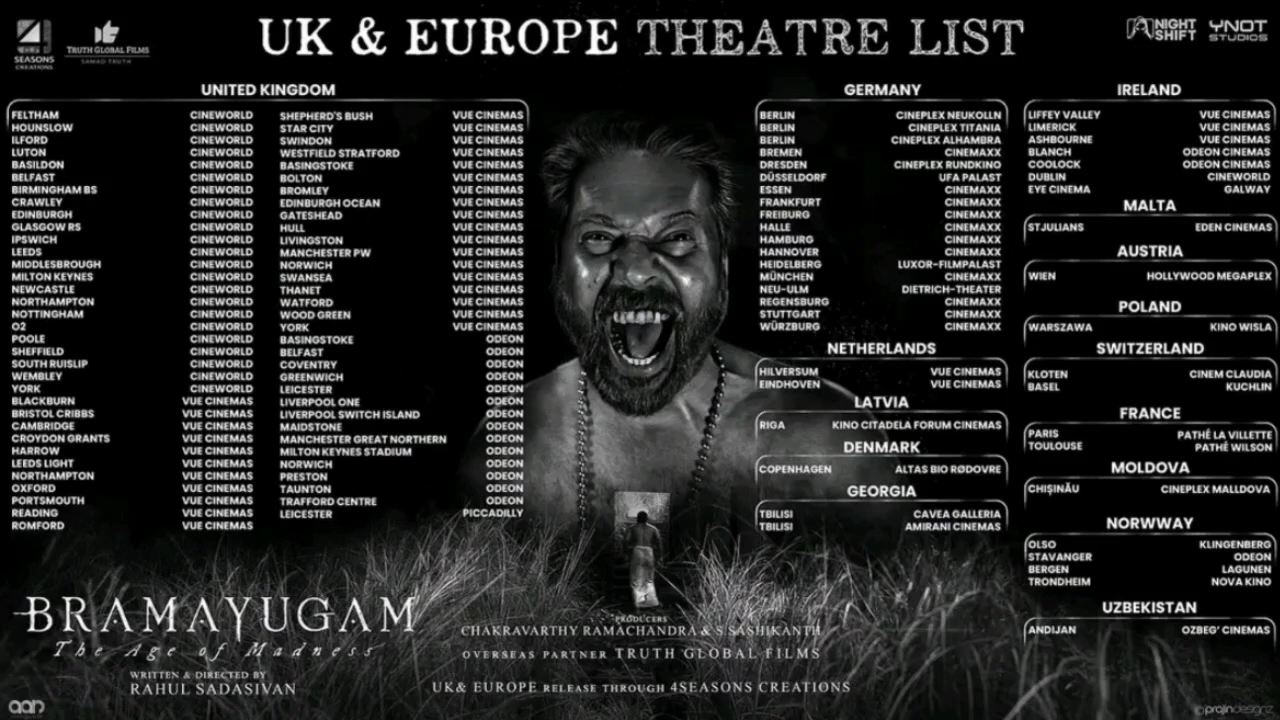 UK & EUROPE THEATRE LIST
4
SEASONS
CREATIONS
TRUTH GLOBAL FILMS
SAMAD TRUTH
NIGHT SHIFT
YNOT STUDIOS
UNITED KINGDOM
FELTHAM CINEWORLD
HOUNSLOW CINEWORLD
ILFORD CINEWORLD
LUTON CINEWORLD
BASILDON CINEWORLD
BELFAST CINEWORLD
BIRMINGHAM BS CINEWORLD
CRAWLEY CINEWORLD
EDINBURGH CINEWORLD
GLASGOW RS CINEWORLD
IPSWICH CINEWORLD
LEEDS CINEWORLD
MIDDLESBROUGH CINEWORLD
MILTON KEYNES CINEWORLD
NEWCASTLE CINEWORLD
NORTHAMPTON CINEWORLD
NOTTINGHAM CINEWORLD
O2 CINEWORLD
POOLE CINEWORLD
SHEFFIELD CINEWORLD
SOUTH RUISLIP CINEWORLD
WEMBLEY CINEWORLD
YORK CINEWORLD
BLACKBURN VUE CINEMAS
BRISTOL CRIBBS VUE CINEMAS
CAMBRIDGE VUE CINEMAS
CROYDON GRANTS VUE CINEMAS
HARROW VUE CINEMAS
LEEDS LIGHT VUE CINEMAS
NORTHAMPTON VUE CINEMAS
OXFORD VUE CINEMAS
PORTSMOUTH VUE CINEMAS
READING VUE CINEMAS
ROMFORD VUE CINEMAS
SHEPHERD'S BUSH VUE CINEMAS
STAR CITY VUE CINEMAS
SWINDON VUE CINEMAS
WESTFIELD STRATFORD VUE CINEMAS
BASINGSTOKE VUE CINEMAS
BOLTON VUE CINEMAS
BROMLEY VUE CINEMAS
EDINBURGH OCEAN VUE CINEMAS
GATESHEAD VUE CINEMAS
HULL VUE CINEMAS
LIVINGSTON VUE CINEMAS
MANCHESTER PW VUE CINEMAS
NORWICH VUE CINEMAS
SWANSEA VUE CINEMAS
THANET VUE CINEMAS
WATFORD VUE CINEMAS
WOOD GREEN VUE CINEMAS
YORK VUE CINEMAS
BASINGSTOKE ODEON
BELFAST ODEON
COVENTRY ODEON
GREENWICH ODEON
LEICESTER ODEON
LIVERPOOL ONE ODEON
LIVERPOOL SWITCH ISLAND ODEON
MAIDSTONE ODEON
MANCHESTER GREAT NORTHERN ODEON
MILTON KEYNES STADIUM ODEON
NORWICH ODEON
PRESTON ODEON
TAUNTON ODEON
TRAFFORD CENTRE ODEON
LEICESTER PICCADILLY
GERMANY
BERLIN CINEPLEX NEUKOLLN
BERLIN CINEPLEX TITANIA
BERLIN CINEPLEX ALHAMBRA
BREMEN CINEMAXX
DRESDEN CINEPLEX RUNDKINO
DÜSSELDORF UFA PALAST
ESSEN CINEMAXX
FRANKFURT CINEMAXX
FREIBURG CINEMAXX
HALLE CINEMAXX
HAMBURG CINEMAXX
HANNOVER CINEMAXX
HEIDELBERG LUXOR-FILMPALAST
MÜNCHEN CINEMAXX
NEU-ULM DIETRICH-THEATER
REGENSBURG CINEMAXX
STUTTGART CINEMAXX
WÜRZBURG CINEMAXX
NETHERLANDS
HILVERSUM VUE CINEMAS
EINDHOVEN VUE CINEMAS
LATVIA
RIGA KINO CITADELA FORUM CINEMAS
DENMARK
COPENHAGEN ALTAS BIO RØDOVRE
GEORGIA
TBILISI CAVEA GALLERIA
TBILISI AMIRANI CINEMAS
IRELAND
LIFFEY VALLEY VUE CINEMAS
LIMERICK VUE CINEMAS
ASHBOURNE VUE CINEMAS
BLANCH ODEON CINEMAS
COOLOCK ODEON CINEMAS
DUBLIN CINEWORLD
EYE CINEMA GALWAY
MALTA
STJULIANS EDEN CINEMAS
AUSTRIA
WIEN HOLLYWOOD MEGAPLEX
POLAND
WARSZAWA KINO WISLA
SWITZERLAND
KLOTEN CINEM CLAUDIA
BASEL KUCHLIN
FRANCE
PARIS PATHÉ LA VILLETTE
TOULOUSE PATHÉ WILSON
MOLDOVA
CHIȘINĂU CINEPLEX MALLDOVA
NORWWAY
OLSO KLINGENBERG
STAVANGER ODEON
BERGEN LAGUNEN
TRONDHEIM NOVA KINO
UZBEKISTAN
ANDIJAN OZBEG' CINEMAS
BRAMAYUGAM
The Age of Madness
WRITTEN & DIRECTED BY
RAHUL SADASIVAN
PRODUCERS
CHAKRAVARTHY RAMACHANDRA & S.SASHIKANTH
OVERSEAS PARTNER TRUTH GLOBAL FILMS
UK& EUROPE RELEASE THROUGH 4SEASONS CREATIONS
aan
©prajindesignz